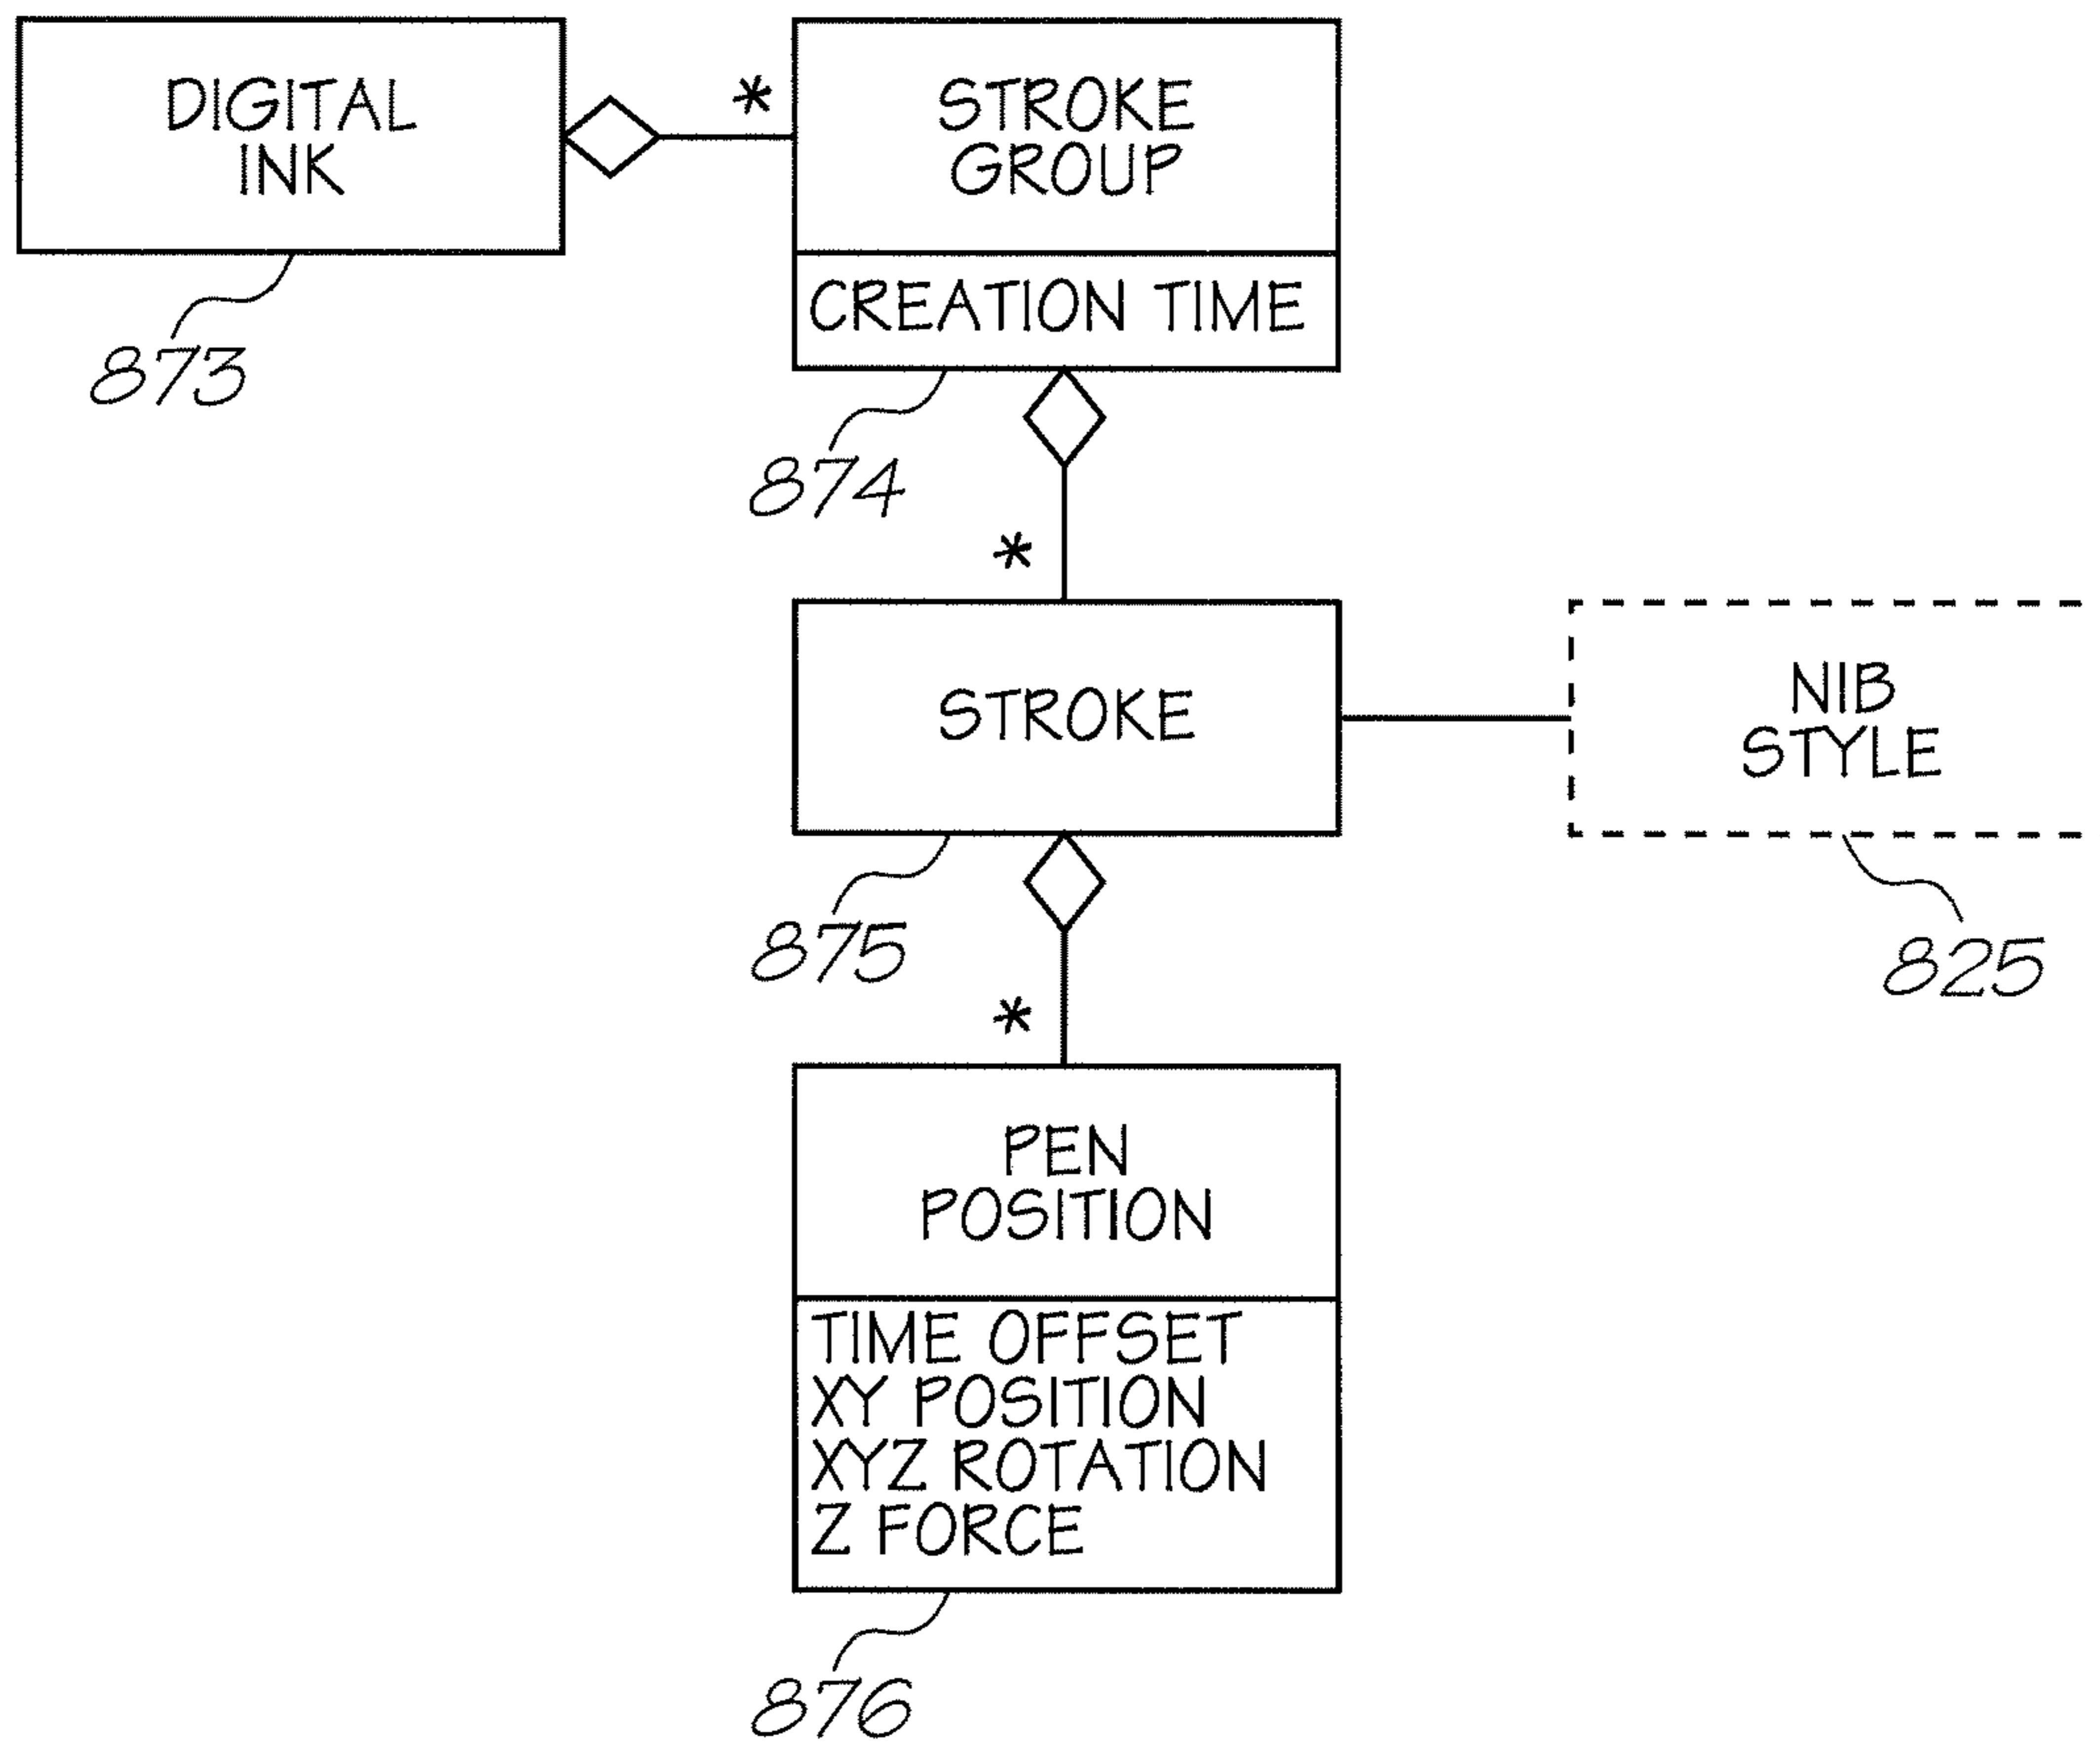 DIGITAL
INK
*
STROKE
GROUP
CREATION TIME
873
874
*
STROKE
NIB
STYLE
875
825
*
PEN
POSITION
TIME OFFSET
XY POSITION
XYZ ROTATION
Z FORCE
876